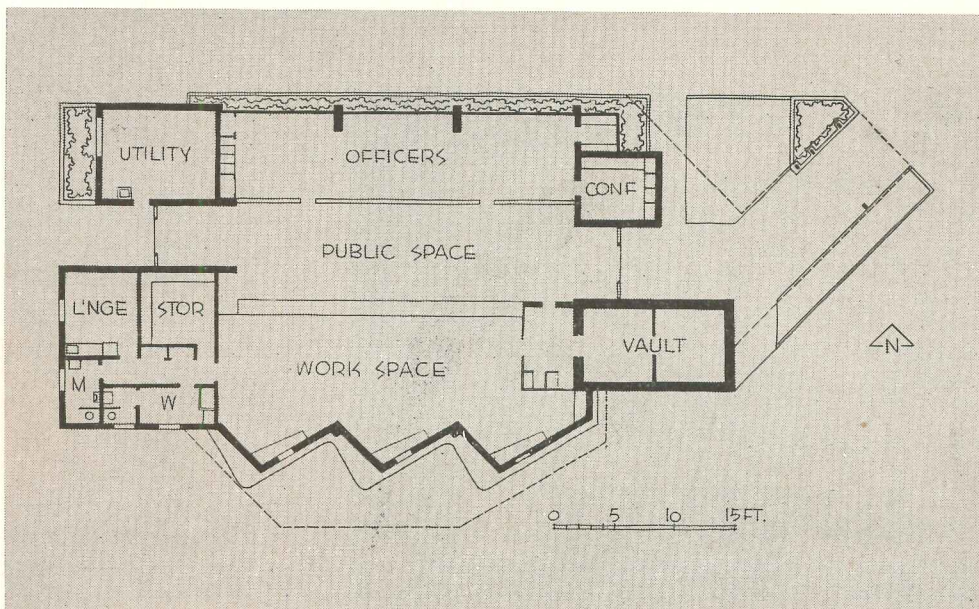 UTILITY
OFFICERS
CONF
PUBLIC SPACE
L'NGE
STOR
VAULT
WORK SPACE
M
W
N
0 5 10 15 FT.